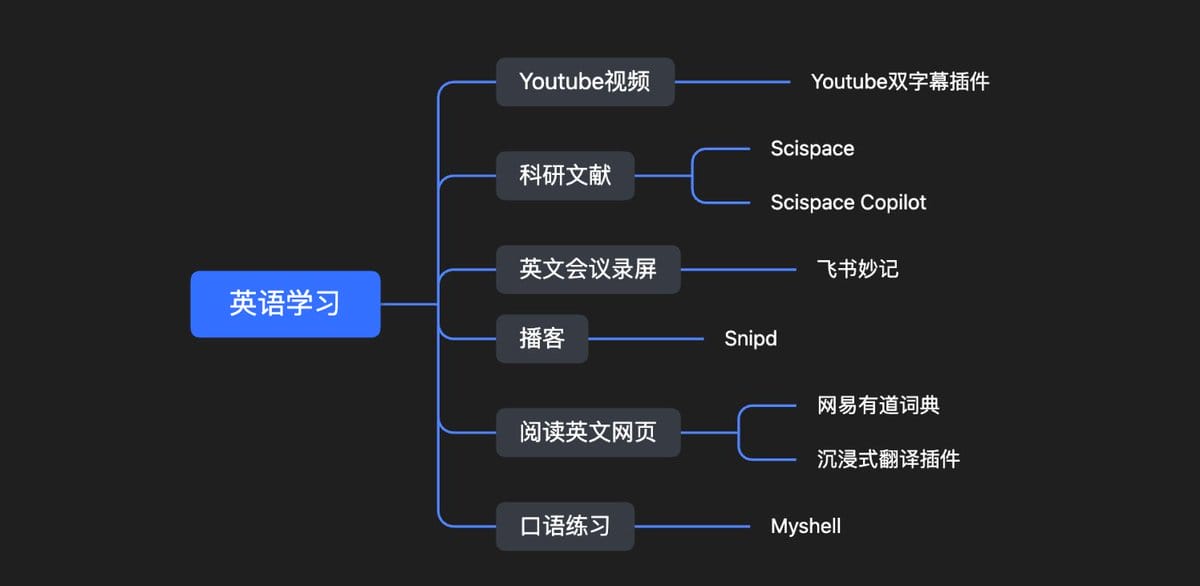 英语学习
Youtube视频
Youtube双字幕插件
科研文献
Scispace
Scispace Copilot
英文会议录屏
飞书妙记
播客
Snipd
阅读英文网页
网易有道词典
沉浸式翻译插件
口语练习
Myshell